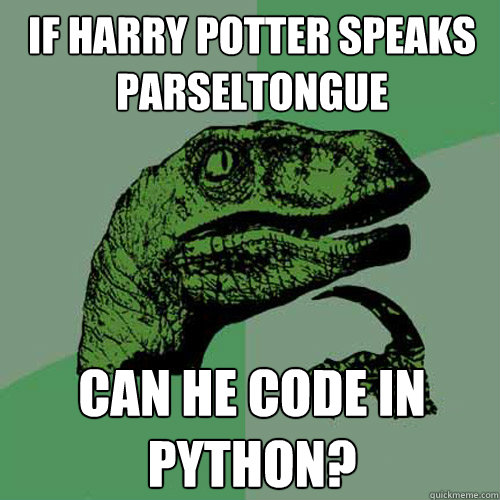 IF HARRY POTTER SPEAKS
PARSELTONGUE
CAN HE CODE IN
PYTHON?
quickmeme.com